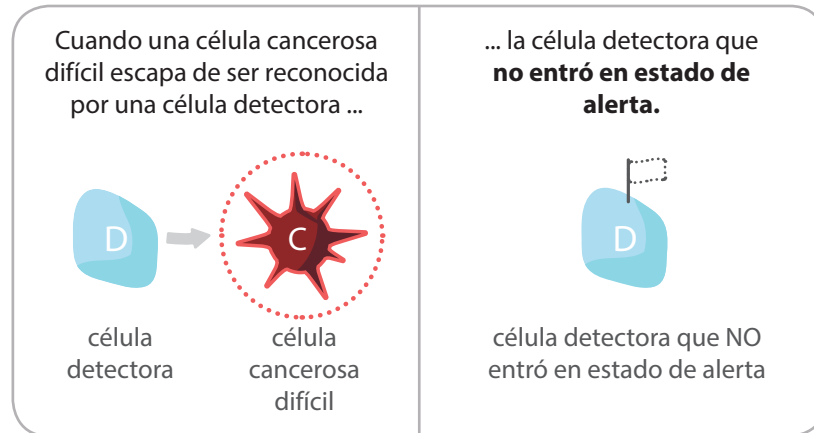 Cuando una célula cancerosa
difícil escapa de ser reconocida
por una célula detectora ...
D
C
célula
detectora
célula
cancerosa
difícil
... la célula detectora que
no entró en estado de
alerta.
D
célula detectora que NO
entró en estado de alerta